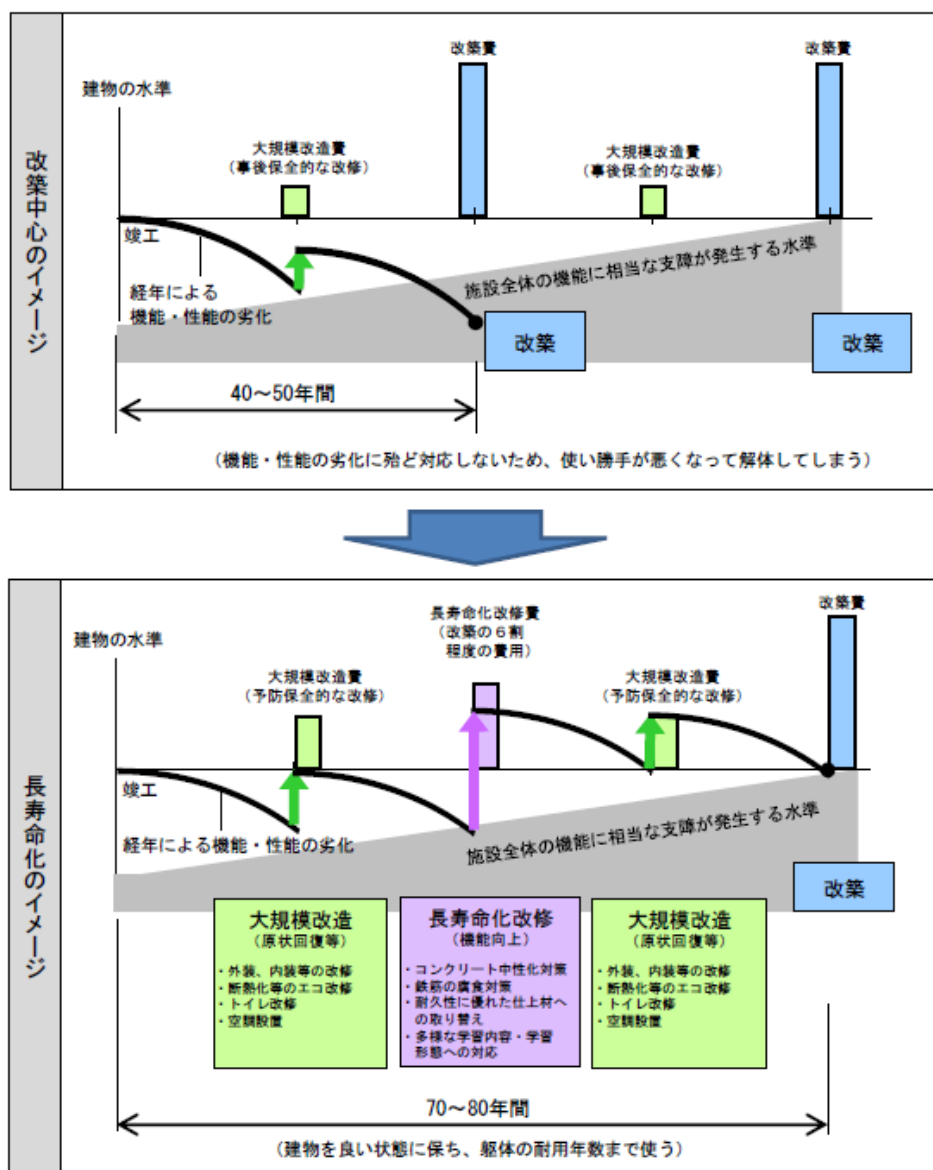 改築中心のイメージ
建物の水準
改築費
改築費
大規模改造費
(事後保全的な改修)
大規模改造費
(事後保全的な改修)
竣工
経年による
機能・性能の劣化
施設全体の機能に相当な支障が発生する水準
改築
改築
40～50年間
(機能・性能の劣化に殆ど対応しないため、使い勝手が悪くなって解体してしまう)
長寿命化のイメージ
建物の水準
長寿命化改修費
(改築の6割
程度の費用)
改築費
大規模改造費
(予防保全的な改修)
大規模改造費
(予防保全的な改修)
竣工
経年による機能・性能の劣化
施設全体の機能に相当な支障が発生する水準
改築
大規模改造
(原状回復等)
・外装、内装等の改修
・断熱化等のエコ改修
・トイレ改修
・空調設置
長寿命化改修
(機能向上)
・コンクリート中性化対策
・鉄筋の腐食対策
・耐久性に優れた仕上材へ
の取り替え
・多様な学習内容・学習
形態への対応
大規模改造
(原状回復等)
・外装、内装等の改修
・断熱化等のエコ改修
・トイレ改修
・空調設置
70～80年間
(建物を良い状態に保ち、躯体の耐用年数まで使う)